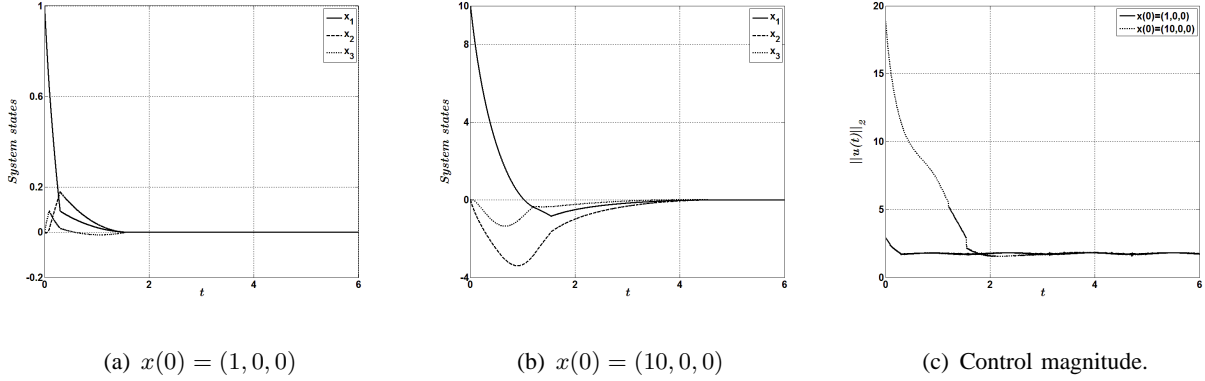 1
0.6
0.2
0
-0.2
0
2
4
6
System states
t
x1
x2
x3
10
8
4
0
-4
0
2
4
6
System states
t
x1
x2
x3
20
15
10
5
0
0
1
2
3
4
5
6
||u(t)||2
t
x(0)=(1,0,0)
x(0)=(10,0,0)
(a) x(0) = (1, 0, 0)
(b) x(0) = (10, 0, 0)
(c) Control magnitude.